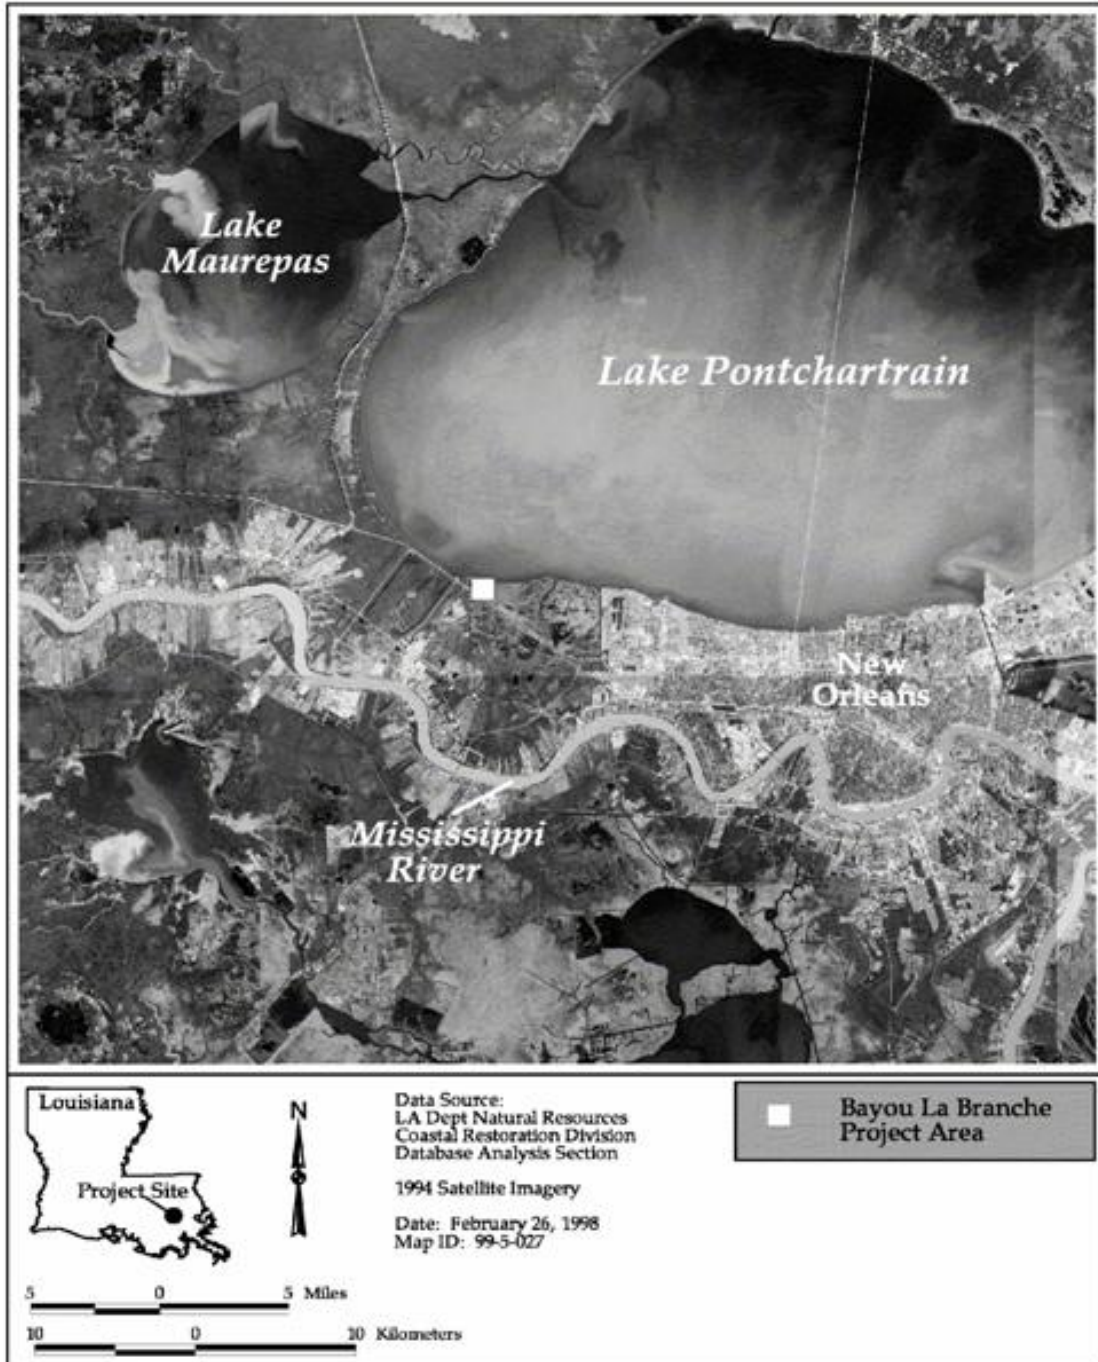 Lake
Maurepas
Lake Pontchartrain
New
Orleans
Mississippi
River
Louisiana
Project Site
N
Data Source:
LA Dept Natural Resources
Coastal Restoration Division
Database Analysis Section
1994 Satellite Imagery
Date: February 26, 1998
Map ID: 99-5-027
Bayou La Branche
Project Area
5 0 5 Miles
10 0 10 Kilometers